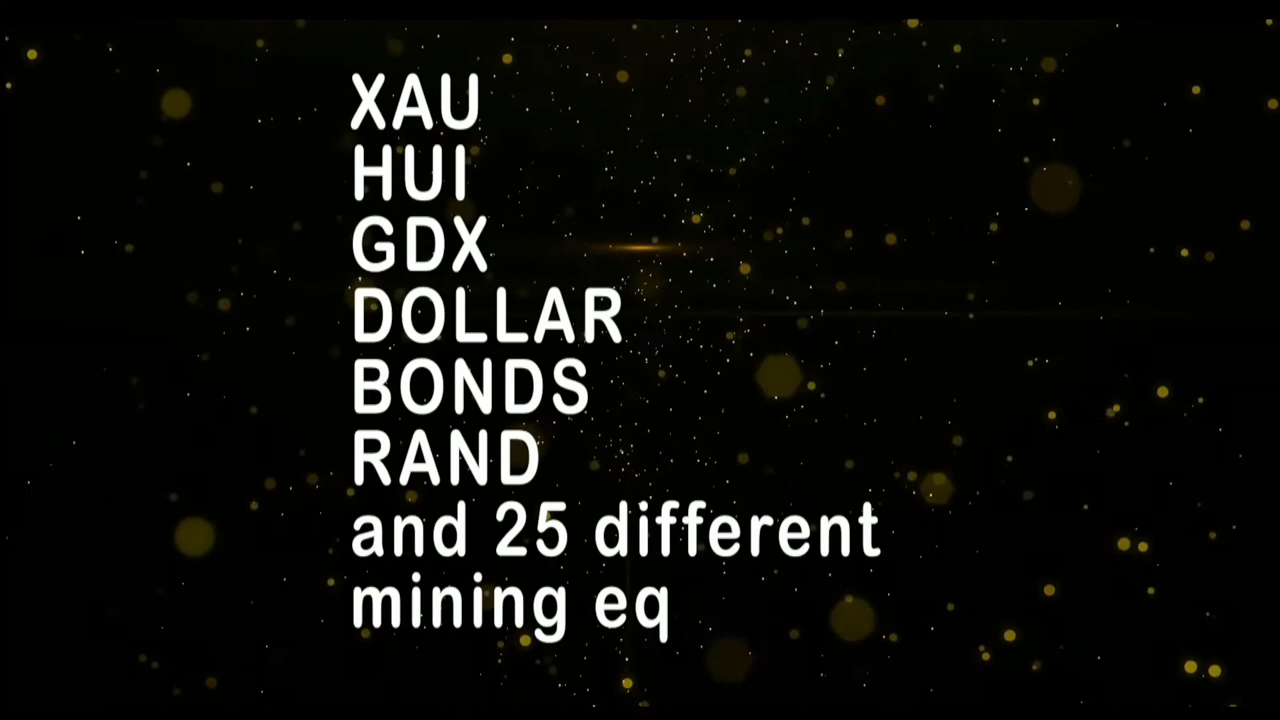 XAU
HUI
GDX
DOLLAR
BONDS
RAND
and 25 different
mining eq